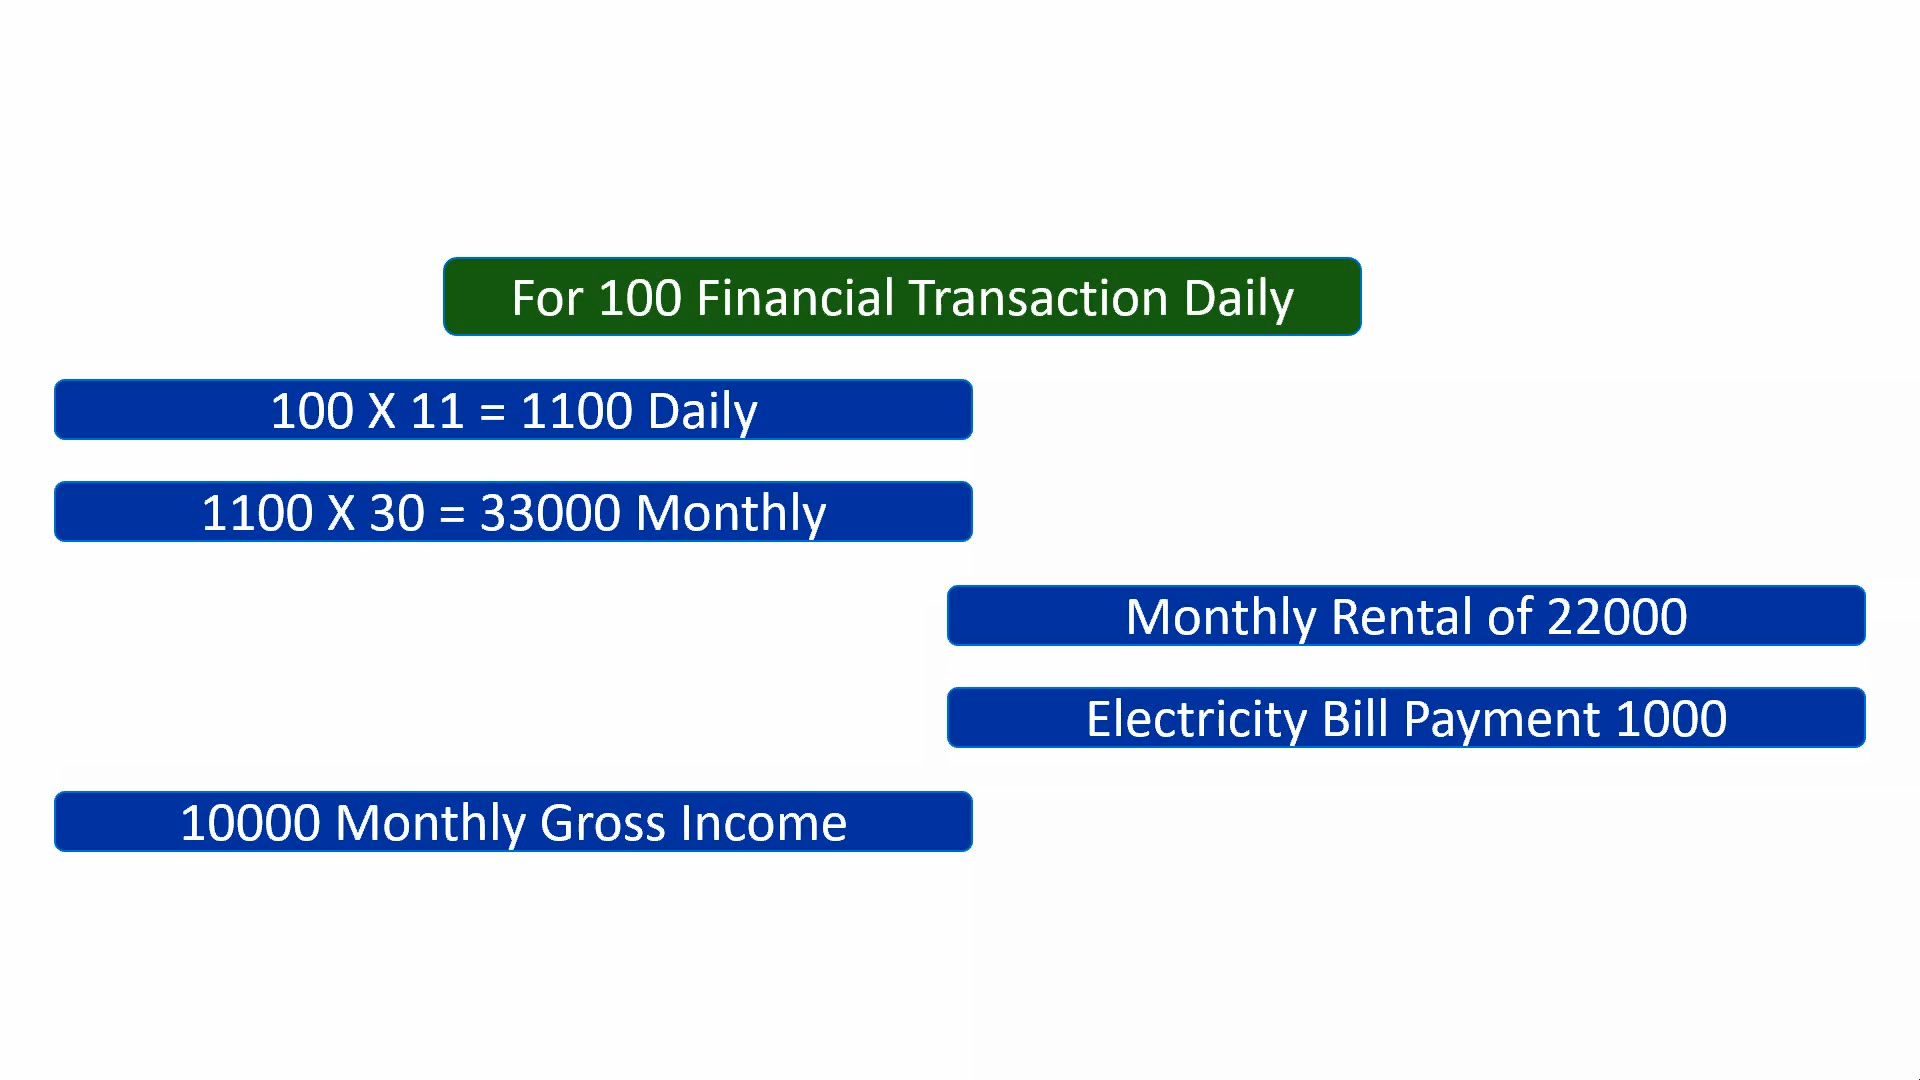 For 100 Financial Transaction Daily
100 X 11 = 1100 Daily
1100 X 30 = 33000 Monthly
Monthly Rental of 22000
Electricity Bill Payment 1000
10000 Monthly Gross Income